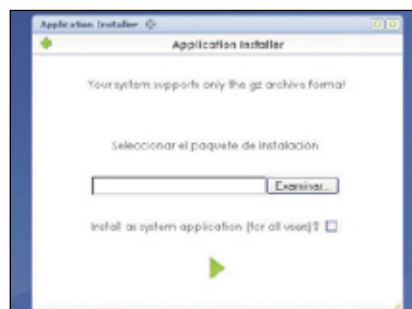 Application Installer
Application Installer
Your system supports only the gz archive format
Seleccionar el paquete de instalación
Examinar...
Install as system application (for all users)?